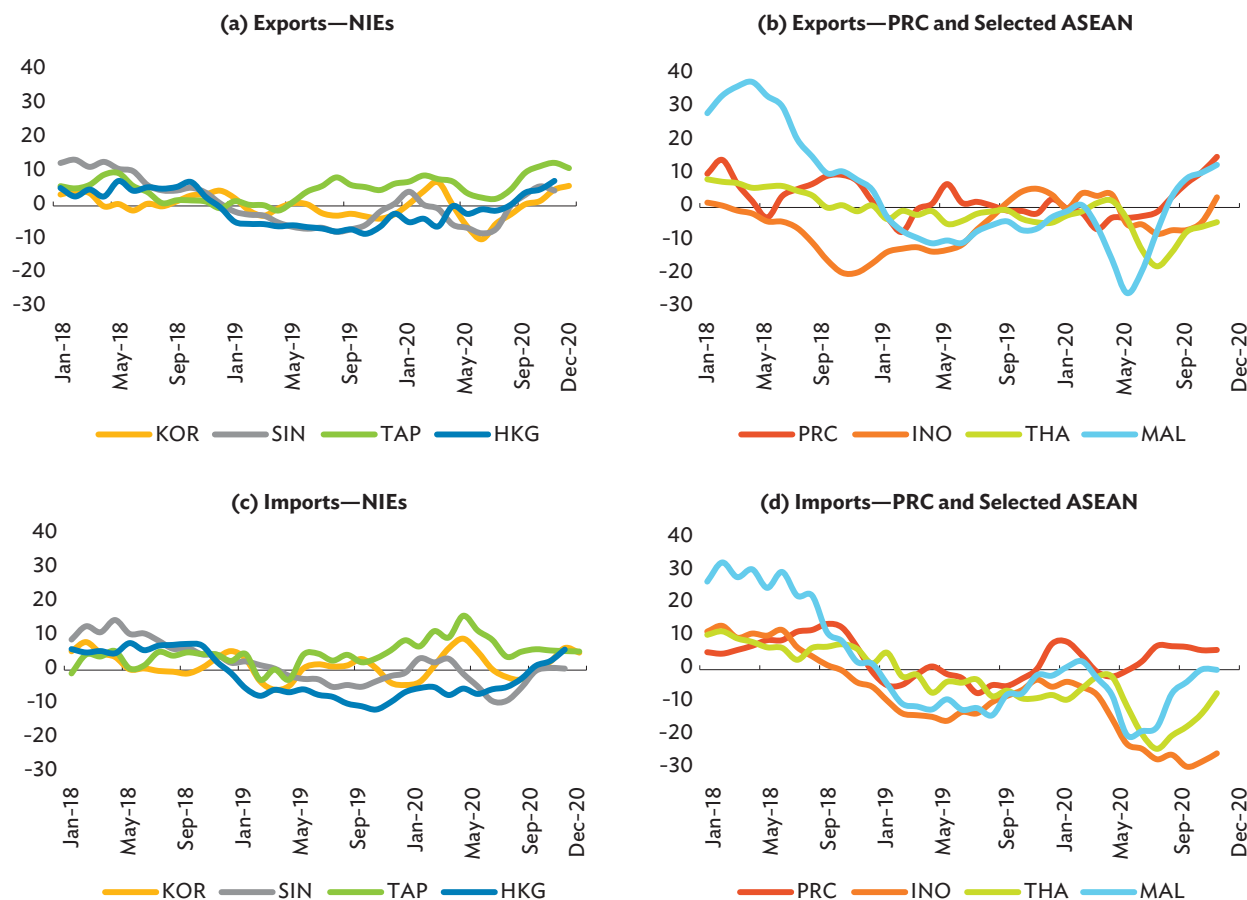 (a) Exports—NIEs
40
30
20
10
0
-10
-20
-30
Jan-18
May-18
Sep-18
Jan-19
May-19
Sep-19
Jan-20
May-20
Sep-20
Dec-20
KOR SIN TAP HKG
(b) Exports—PRC and Selected ASEAN
40
30
20
10
0
-10
-20
-30
Jan-18
May-18
Sep-18
Jan-19
May-19
Sep-19
Jan-20
May-20
Sep-20
Dec-20
PRC INO THA MAL
(c) Imports—NIEs
40
30
20
10
0
-10
-20
-30
Jan-18
May-18
Sep-18
Jan-19
May-19
Sep-19
Jan-20
May-20
Sep-20
Dec-20
KOR SIN TAP HKG
(d) Imports—PRC and Selected ASEAN
40
30
20
10
0
-10
-20
-30
Jan-18
May-18
Sep-18
Jan-19
May-19
Sep-19
Jan-20
May-20
Sep-20
Dec-20
PRC INO THA MAL